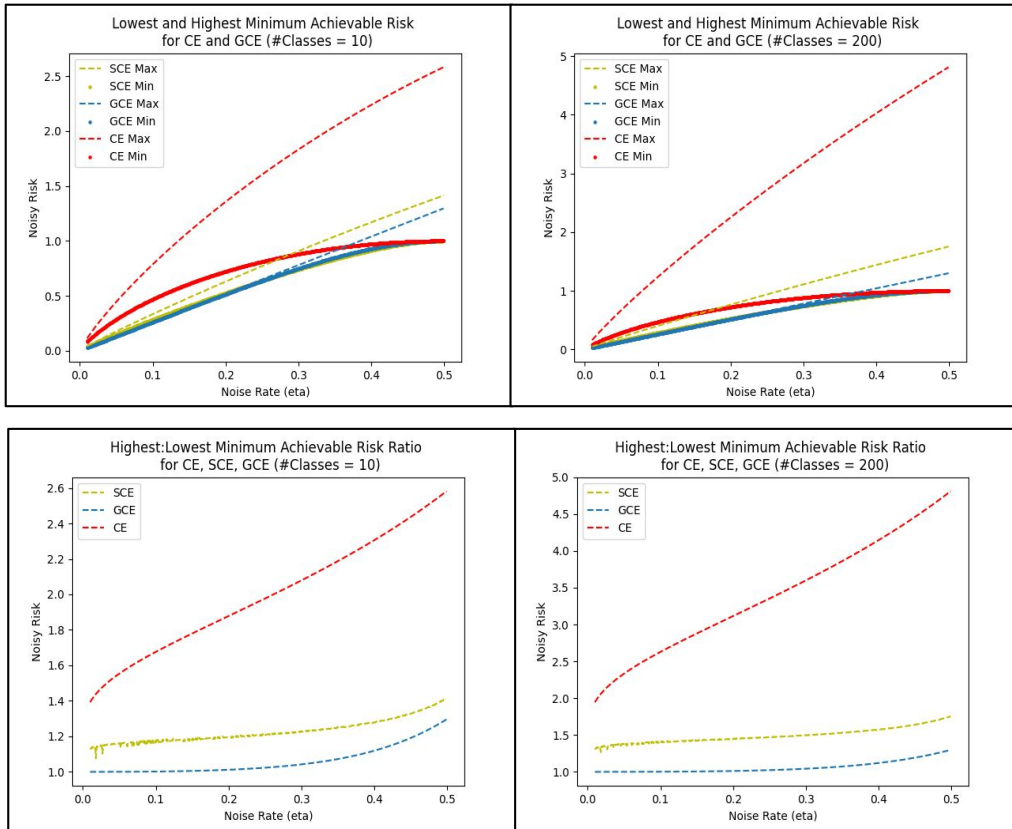 Lowest and Highest Minimum Achievable Risk
for CE and GCE (#Classes = 10)
SCE Max
SCE Min
GCE Max
GCE Min
CE Max
CE Min
2.5
2.0
1.5
1.0
0.5
0.0
Noisy Risk
0.0 0.1 0.2 0.3 0.4 0.5
Noise Rate (eta)
Lowest and Highest Minimum Achievable Risk
for CE and GCE (#Classes = 200)
SCE Max
SCE Min
GCE Max
GCE Min
CE Max
CE Min
5
4
3
2
1
0
Noisy Risk
0.0 0.1 0.2 0.3 0.4 0.5
Noise Rate (eta)
Highest:Lowest Minimum Achievable Risk Ratio
for CE, SCE, GCE (#Classes = 10)
SCE
GCE
CE
2.6
2.4
2.2
2.0
1.8
1.6
1.4
1.2
1.0
Noisy Risk
0.0 0.1 0.2 0.3 0.4 0.5
Noise Rate (eta)
Highest:Lowest Minimum Achievable Risk Ratio
for CE, SCE, GCE (#Classes = 200)
SCE
GCE
CE
5.0
4.5
4.0
3.5
3.0
2.5
2.0
1.5
1.0
Noisy Risk
0.0 0.1 0.2 0.3 0.4 0.5
Noise Rate (eta)